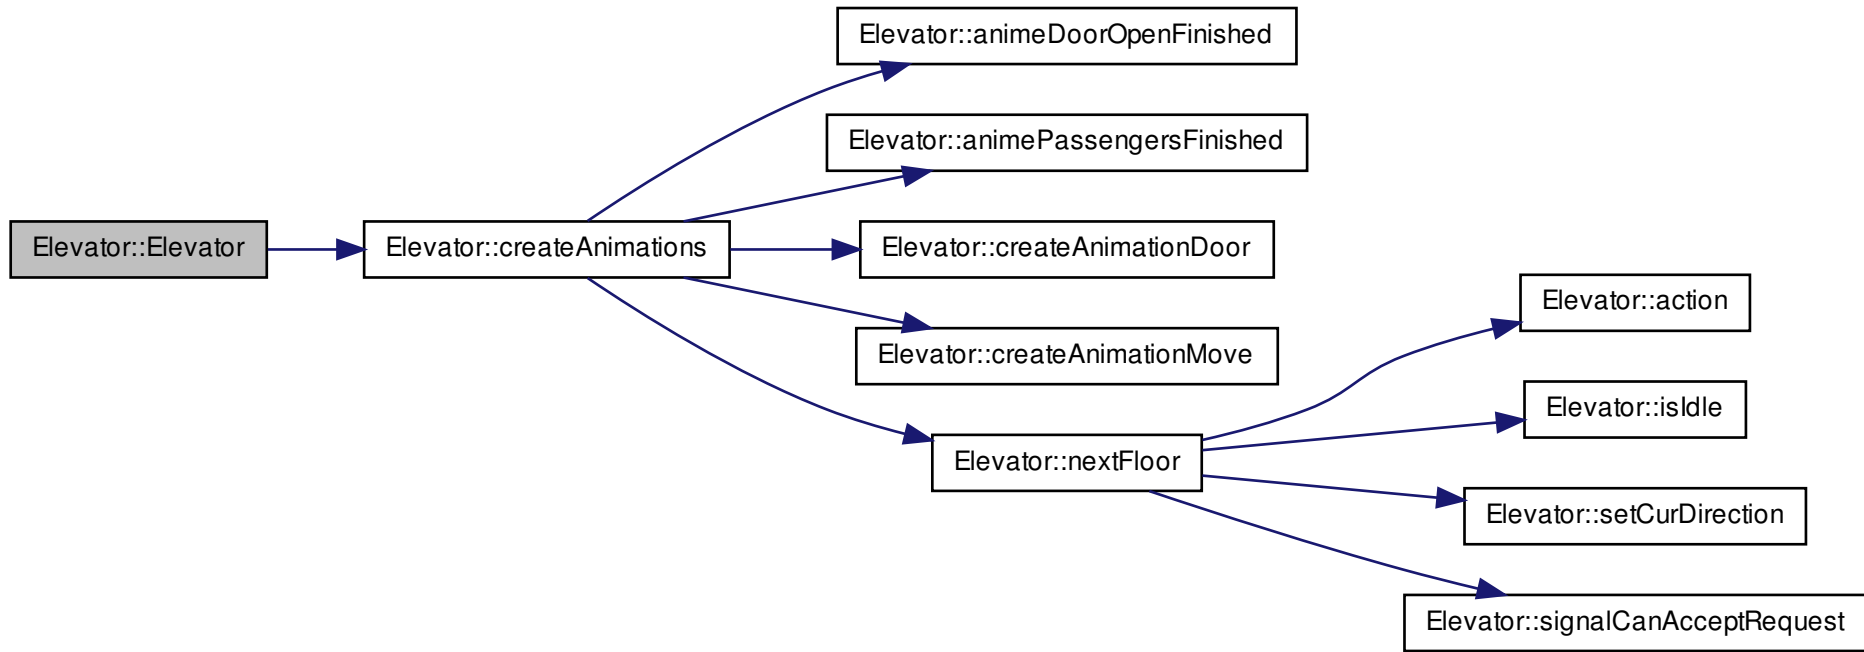 Elevator::Elevator
Elevator::createAnimations
Elevator::animeDoorOpenFinished
Elevator::animePassengersFinished
Elevator::createAnimationDoor
Elevator::createAnimationMove
Elevator::nextFloor
Elevator::action
Elevator::isIdle
Elevator::setCurDirection
Elevator::signalCanAcceptRequest